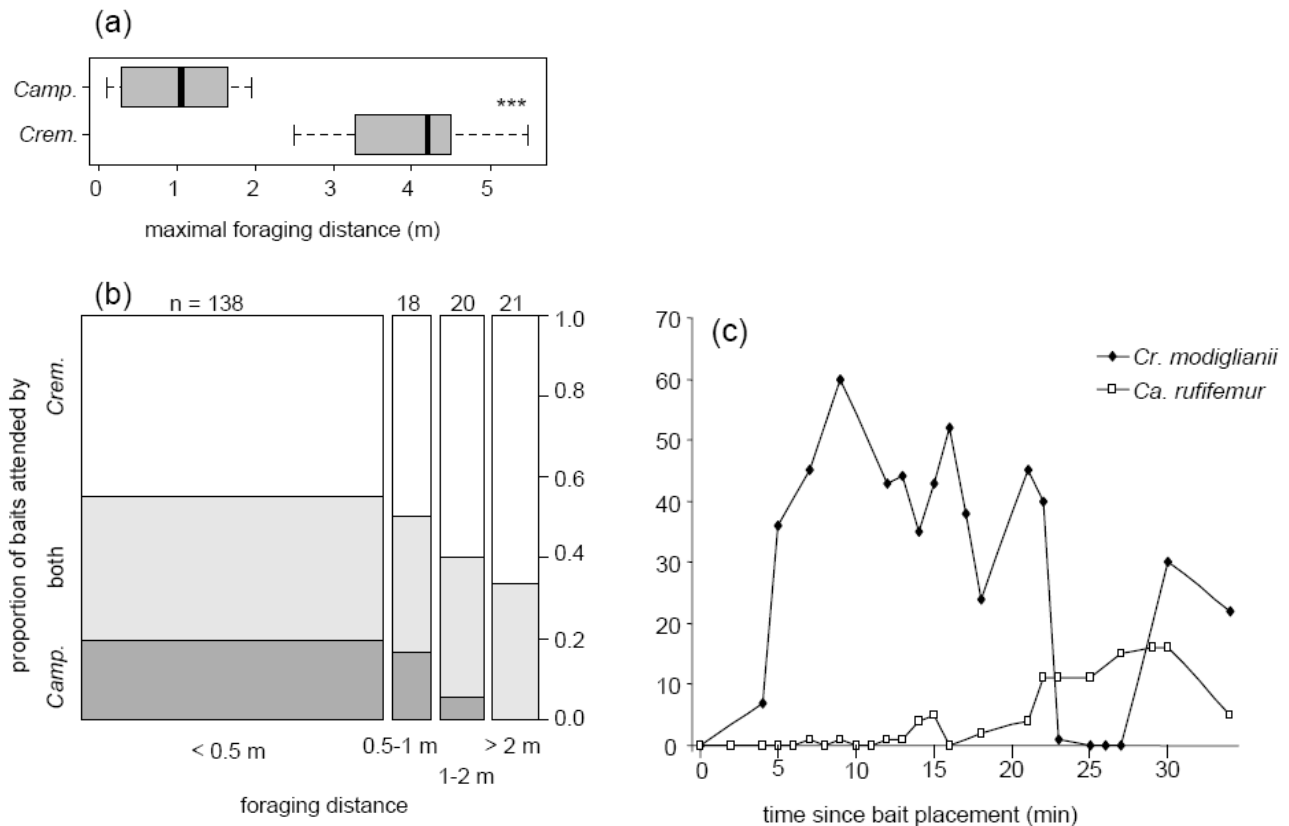 (a)
Camp.
***
Crem.
0 1 2 3 4 5
maximal foraging distance (m)
(b)
n = 138 18 20 21
proportion of baits attended by
Crem.
both
Camp.
1.0
0.8
0.6
0.4
0.2
0.0
< 0.5 m 0.5-1 m 1-2 m > 2 m
foraging distance
(c)
Cr. modiglianii
Ca. rufifemur
70
60
50
40
30
20
10
0
0 5 10 15 20 25 30
time since bait placement (min)